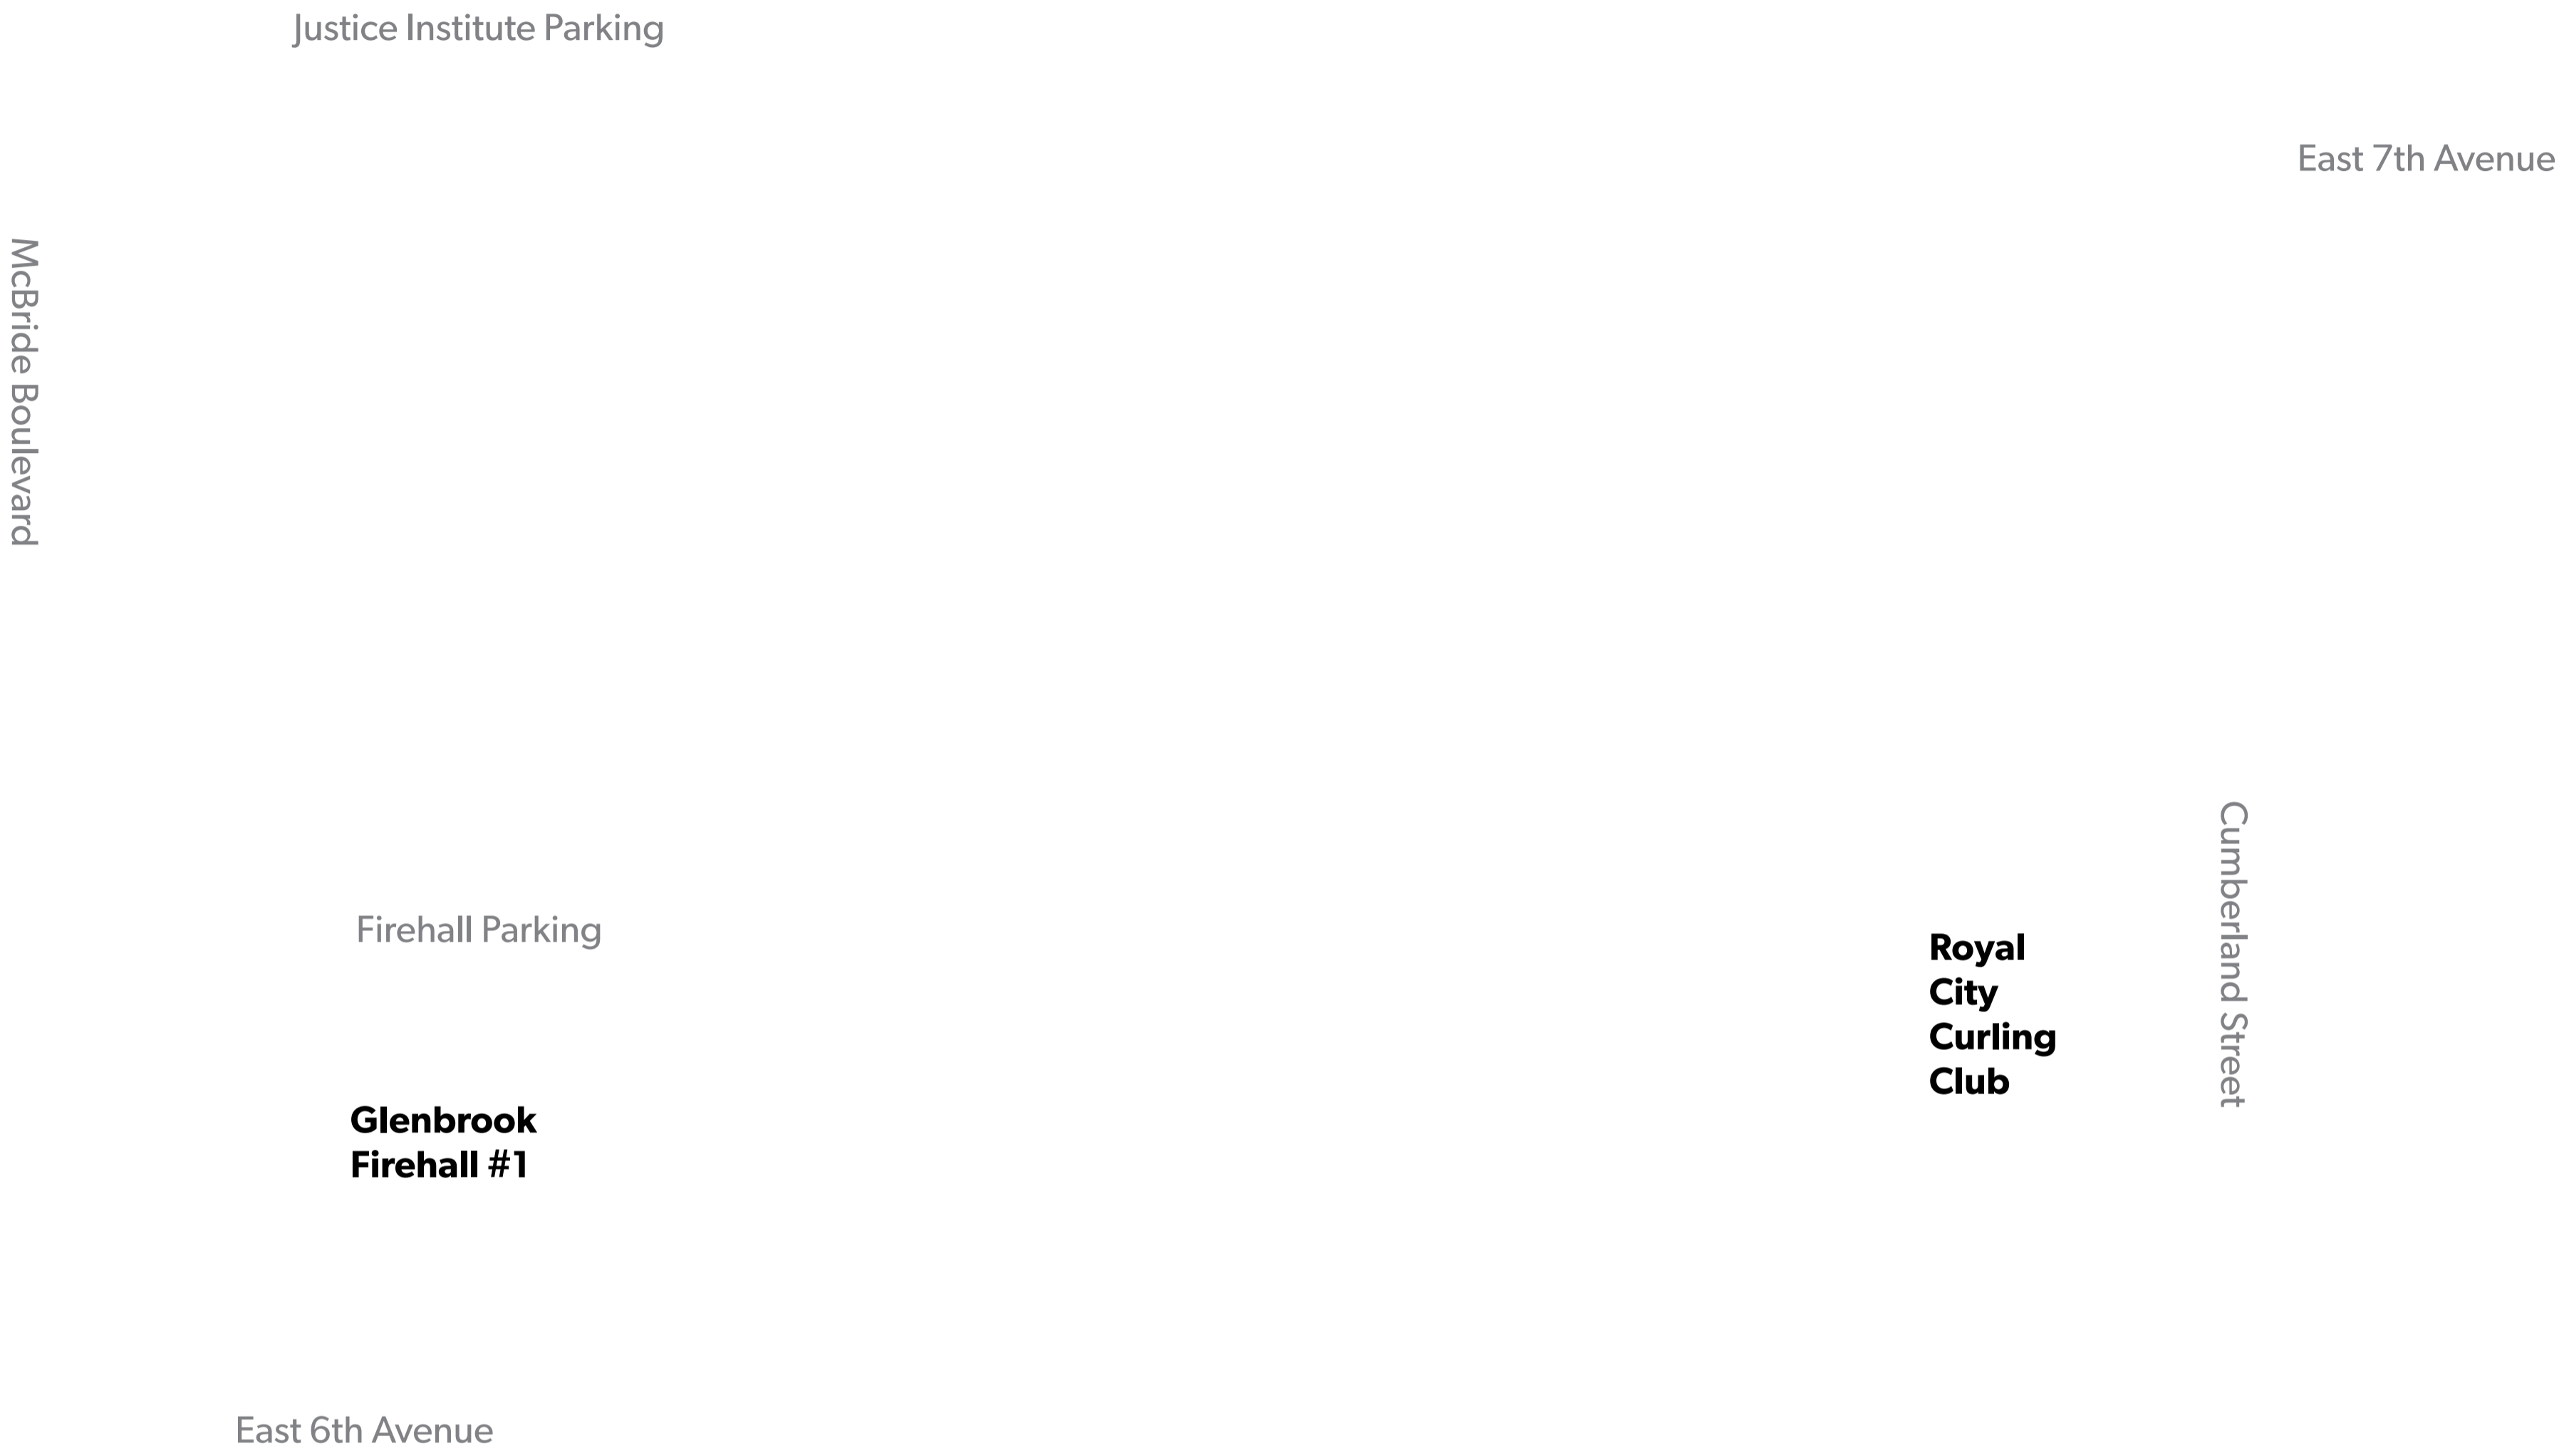 Justice Institute Parking
East 7th Avenue
McBride Boulevard
Cumberland Street
Firehall Parking
Royal
City
Curling
Club
Glenbrook
Firehall #1
East 6th Avenue